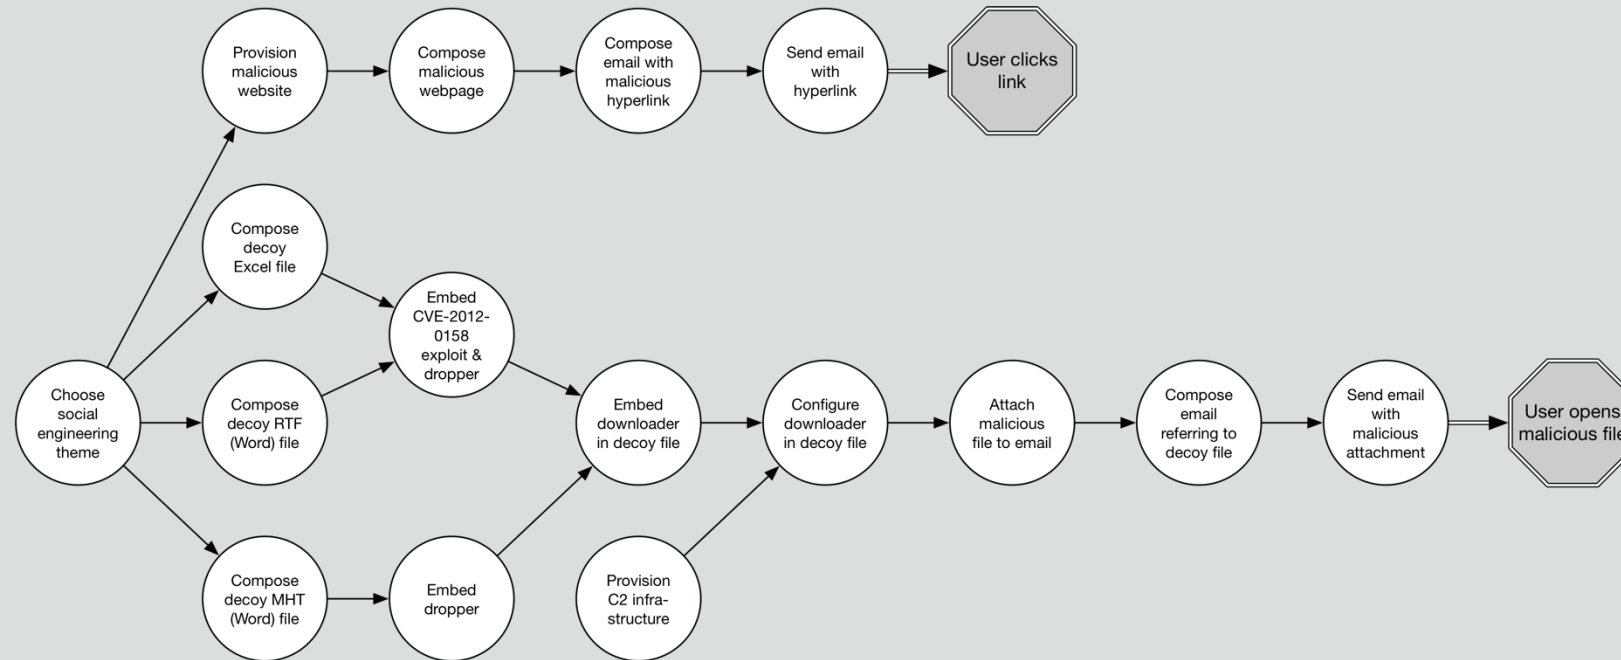 Provision
malicious
website
Compose
malicious
webpage
Compose
email with
malicious
hyperlink
Send email
with
hyperlink
User clicks
link
Compose
decoy
Excel file
Embed
CVE-2012-
0158
exploit &
dropper
Choose
social
engineering
theme
Compose
decoy RTF
(Word) file
Embed
downloader
in decoy file
Configure
downloader
in decoy file
Attach
malicious
file to email
Compose
email
referring to
decoy file
Send email
with
malicious
attachment
User opens
malicious file
Compose
decoy MHT
(Word) file
Embed
dropper
Provision
C2 infra-
structure